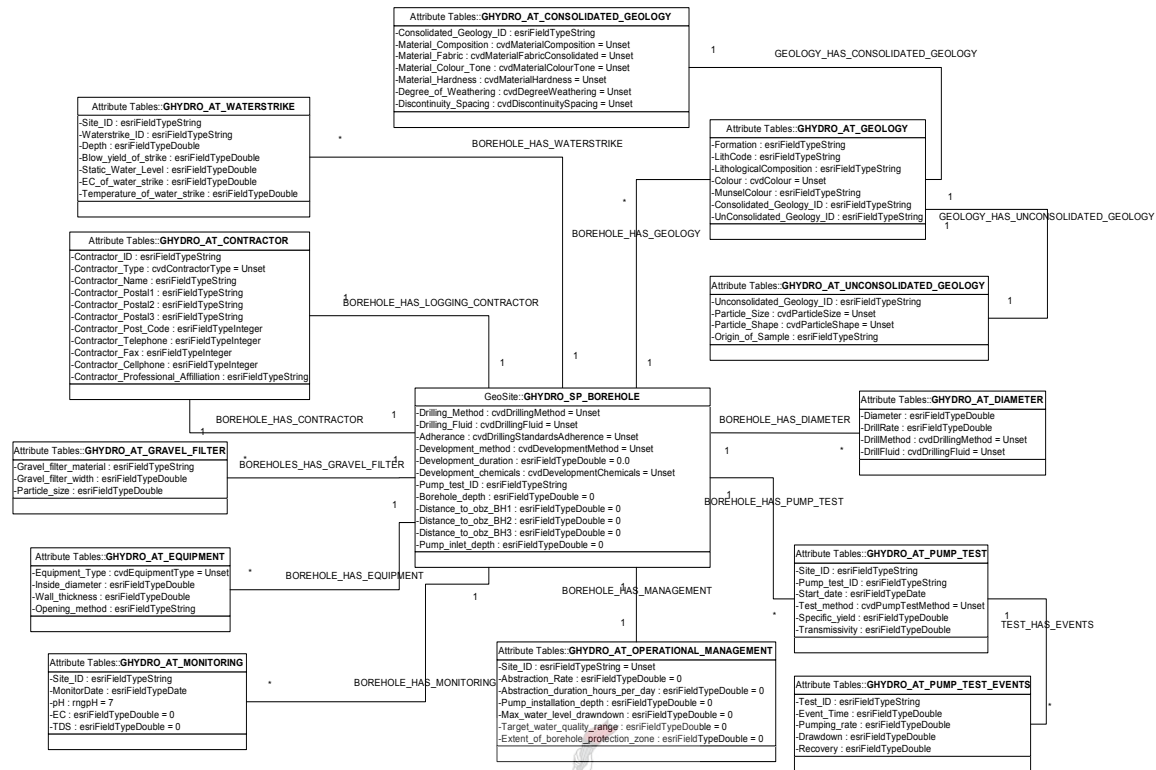 Attribute Tables::GHYDRO_AT_CONSOLIDATED_GEOLOGY
-Consolidated_Geology_ID : esriFieldTypeString
-Material_Composition : cvdMaterialComposition = Unset
-Material_Fabric : cvdMaterialFabricConsolidated = Unset
-Material_Colour_Tone : cvdMaterialColourTone = Unset
-Material_Hardness : cvdMaterialHardness = Unset
-Degree_of_Weathering : cvdDegreeWeathering = Unset
-Discontinuity_Spacing : cvdDiscontinuitySpacing = Unset
1
GEOLOGY_HAS_CONSOLIDATED_GEOLOGY
Attribute Tables::GHYDRO_AT_WATERSTRIKE
-Site_ID : esriFieldTypeString
-Waterstrike_ID : esriFieldTypeString
-Depth : esriFieldTypeDouble
-Blow_yield_of_strike : esriFieldTypeDouble
-Static_Water_Level : esriFieldTypeDouble
-EC_of_water_strike : esriFieldTypeDouble
-Temperature_of_water_strike : esriFieldTypeDouble
*
BOREHOLE_HAS_WATERSTRIKE
Attribute Tables::GHYDRO_AT_GEOLOGY
-Formation : esriFieldTypeString
-LithCode : esriFieldTypeString
-LithologicalComposition : esriFieldTypeString
-Colour : cvdColour = Unset
-MunselColour : esriFieldTypeString
-Consolidated_Geology_ID : esriFieldTypeString
-UnConsolidated_Geology_ID : esriFieldTypeString
1
*
GEOLOGY_HAS_UNCONSOLIDATED_GEOLOGY
1
BOREHOLE_HAS_GEOLOGY
Attribute Tables::GHYDRO_AT_CONTRACTOR
-Contractor_ID : esriFieldTypeString
-Contractor_Type : cvdContractorType = Unset
-Contractor_Name : esriFieldTypeString
-Contractor_Postal1 : esriFieldTypeString
-Contractor_Postal2 : esriFieldTypeString
-Contractor_Postal3 : esriFieldTypeString
-Contractor_Post_Code : esriFieldTypeInteger
-Contractor_Telephone : esriFieldTypeInteger
-Contractor_Fax : esriFieldTypeInteger
-Contractor_Cellphone : esriFieldTypeInteger
-Contractor_Professional_Affilliation : esriFieldTypeString
1
BOREHOLE_HAS_LOGGING_CONTRACTOR
Attribute Tables::GHYDRO_AT_UNCONSOLIDATED_GEOLOGY
-Unconsolidated_Geology_ID : esriFieldTypeString
-Particle_Size : cvdParticleSize = Unset
-Particle_Shape : cvdParticleShape = Unset
-Origin_of_Sample : esriFieldTypeString
1
1
1
1
GeoSite::GHYDRO_SP_BOREHOLE
-Drilling_Method : cvdDrillingMethod = Unset
-Drilling_Fluid : cvdDrillingFluid = Unset
-Adherance : cvdDrillingStandardsAdherence = Unset
-Development_method : cvdDevelopmentMethod = Unset
-Development_duration : esriFieldTypeDouble = 0.0
-Development_chemicals : cvdDevelopmentChemicals = Unset
-Pump_test_ID : esriFieldTypeString
-Borehole_depth : esriFieldTypeDouble = 0
-Distance_to_obz_BH1 : esriFieldTypeDouble = 0
-Distance_to_obz_BH2 : esriFieldTypeDouble = 0
-Distance_to_obz_BH3 : esriFieldTypeDouble = 0
-Pump_inlet_depth : esriFieldTypeDouble = 0
BOREHOLE_HAS_CONTRACTOR
1
1
BOREHOLE_HAS_DIAMETER
1
*
Attribute Tables::GHYDRO_AT_DIAMETER
-Diameter : esriFieldTypeDouble
-DrillRate : esriFieldTypeDouble
-DrillMethod : cvdDrillingMethod = Unset
-DrillFluid : cvdDrillingFluid = Unset
Attribute Tables::GHYDRO_AT_GRAVEL_FILTER
-Gravel_filter_material : esriFieldTypeString
-Gravel_filter_width : esriFieldTypeDouble
-Particle_size : esriFieldTypeDouble
*
BOREHOLES_HAS_GRAVEL_FILTER
1
1
BOREHOLE_HAS_PUMP_TEST
1
Attribute Tables::GHYDRO_AT_EQUIPMENT
-Equipment_Type : cvdEquipmentType = Unset
-Inside_diameter : esriFieldTypeDouble
-Wall_thickness : esriFieldTypeDouble
-Opening_method : esriFieldTypeString
*
BOREHOLE_HAS_EQUIPMENT
1
1
BOREHOLE_HAS_MANAGEMENT
1
Attribute Tables::GHYDRO_AT_PUMP_TEST
-Site_ID : esriFieldTypeString
-Pump_test_ID : esriFieldTypeString
-Start_date : esriFieldTypeDate
-Test_method : cvdPumpTestMethod = Unset
-Specific_yield : esriFieldTypeDouble
-Transmissivity : esriFieldTypeDouble
*
1
TEST_HAS_EVENTS
Attribute Tables::GHYDRO_AT_MONITORING
-Site_ID : esriFieldTypeString
-MonitorDate : esriFieldTypeDate
-pH : rngpH = 7
-EC : esriFieldTypeDouble = 0
-TDS : esriFieldTypeDouble = 0
*
BOREHOLE_HAS_MONITORING
Attribute Tables::GHYDRO_AT_OPERATIONAL_MANAGEMENT
-Site_ID : esriFieldTypeString = Unset
-Abstraction_Rate : esriFieldTypeDouble = 0
-Abstraction_duration_hours_per_day : esriFieldTypeDouble = 0
-Pump_installation_depth : esriFieldTypeDouble = 0
-Max_water_level_drawndown : esriFieldTypeDouble = 0
-Target_water_quality_range : esriFieldTypeDouble = 0
-Extent_of_borehole_protection_zone : esriFieldTypeDouble = 0
Attribute Tables::GHYDRO_AT_PUMP_TEST_EVENTS
-Test_ID : esriFieldTypeString
-Event_Time : esriFieldTypeDouble
-Pumping_rate : esriFieldTypeDouble
-Drawdown : esriFieldTypeDouble
-Recovery : esriFieldTypeDouble
*